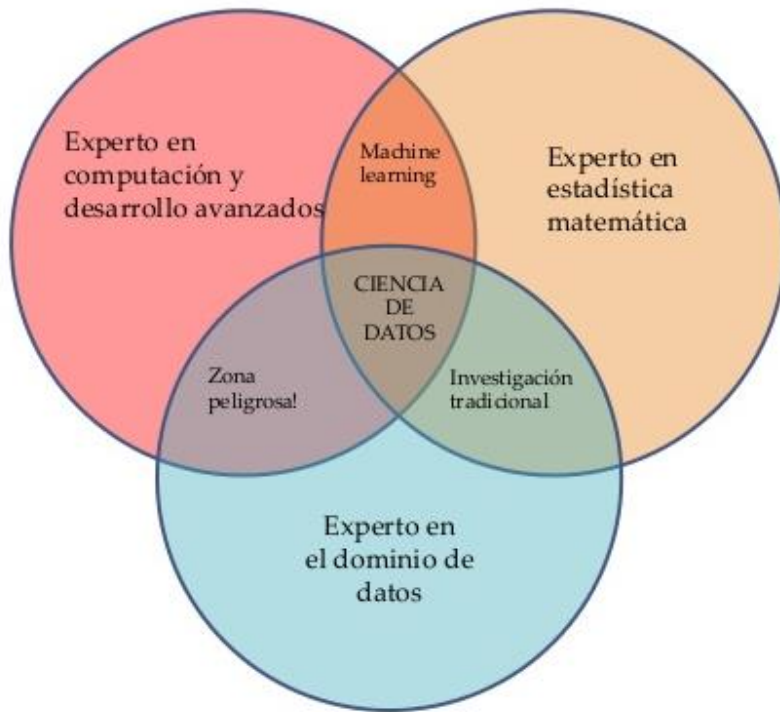 Experto en
computación y
desarrollo avanzados
Machine
learning
Experto en
estadística
matemática
CIENCIA
DE
DATOS
Zona
peligrosa!
Investigación
tradicional
Experto en
el dominio de
datos